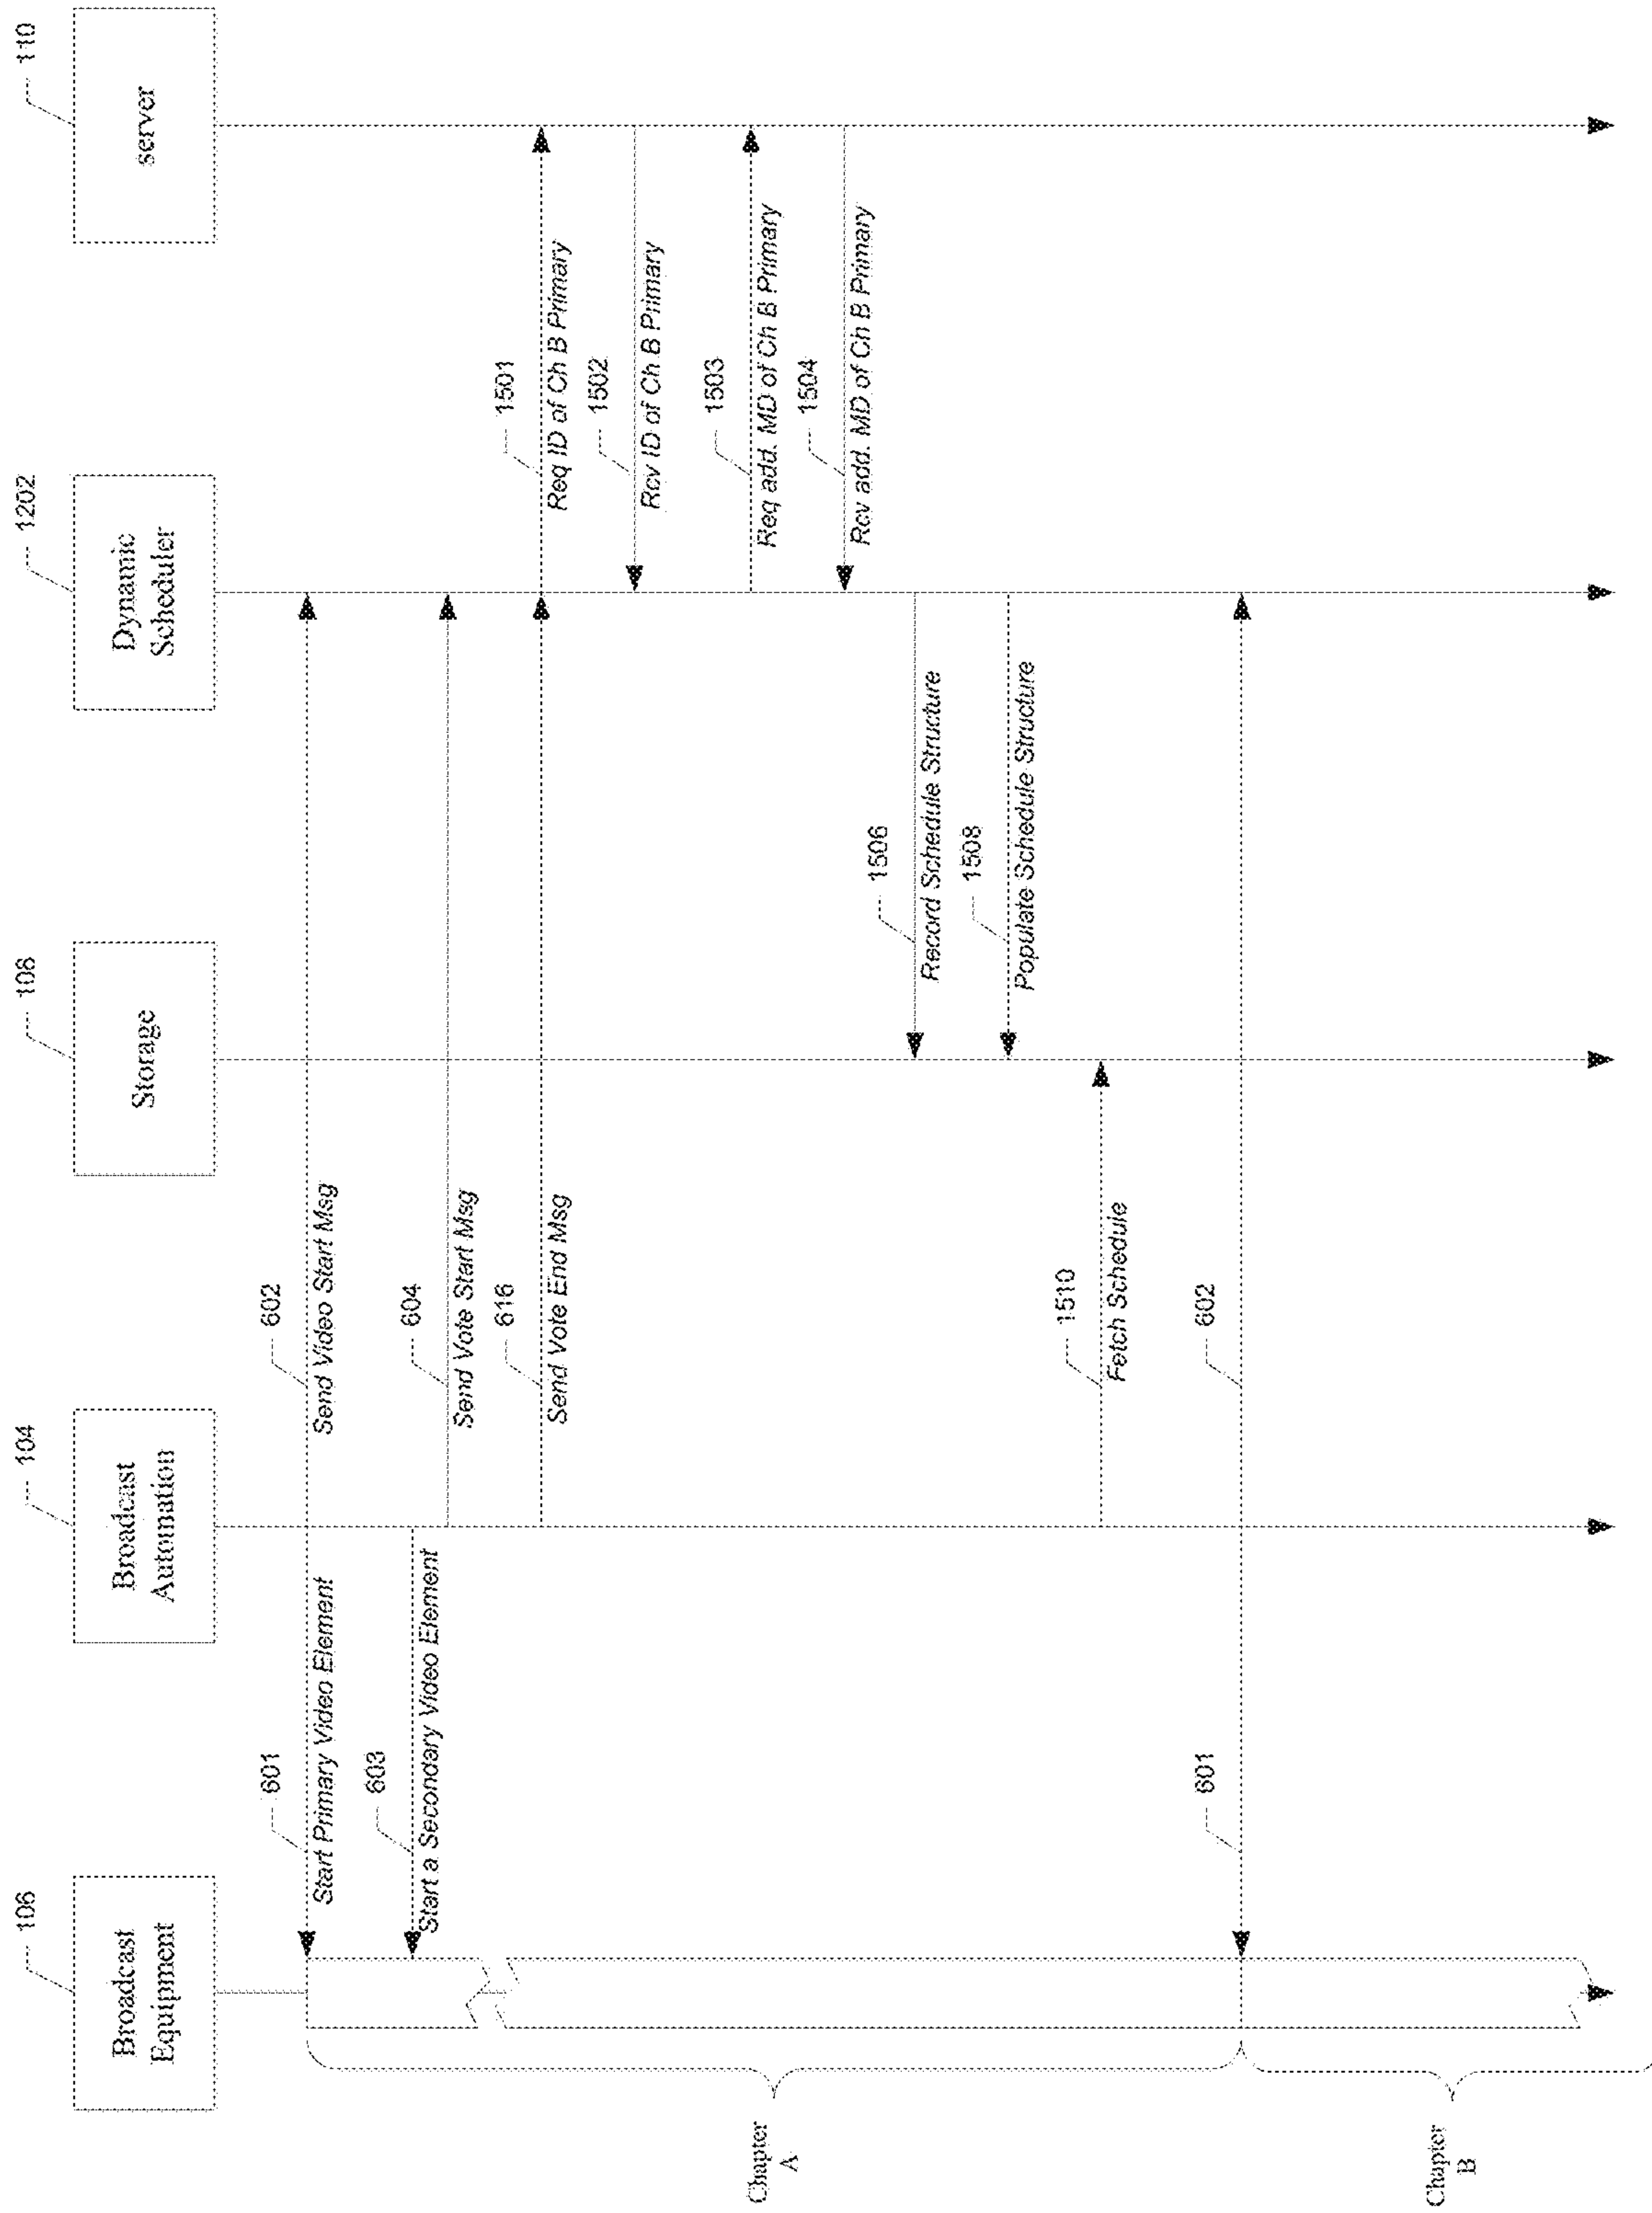 106
104
108
1202
110
Broadcast
Equipment
Broadcast
Automation
Storage
Dynamic
Scheduler
server
601
602
Start Primary Video Element
Send Video Start Msg
603
Start a Secondary Video Element
604
Send Vote Start Msg
616
Send Vote End Msg
1501
Req ID of Ch B Primary
1502
Rcv ID of Ch B Primary
1503
Req add. MD of Ch B Primary
1504
Rcv add. MD of Ch B Primary
1506
Record Schedule Structure
1508
Populate Schedule Structure
1510
Fetch Schedule
601
602
Chapter
A
Chapter
B